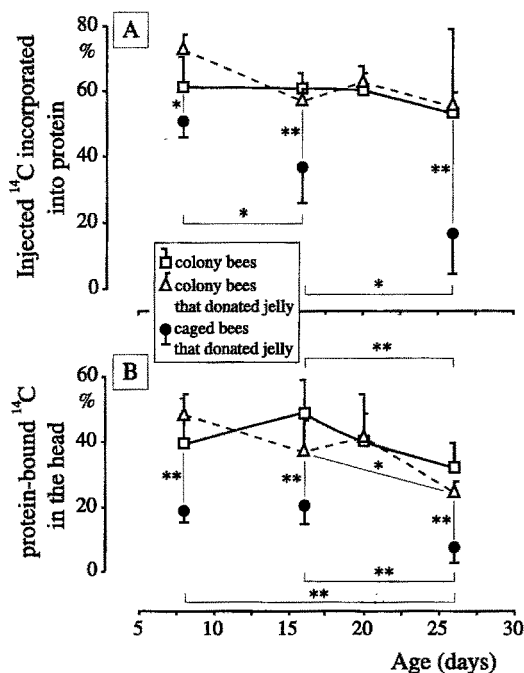 A
80
%
60
40
20
0
Injected ¹⁴C incorporated
into protein
*
**
**
*
*
colony bees
colony bees
that donated jelly
caged bees
that donated jelly
**
B
60
%
40
20
0
protein-bound ¹⁴C
in the head
**
**
*
**
**
**
5 10 15 20 25 30
Age (days)